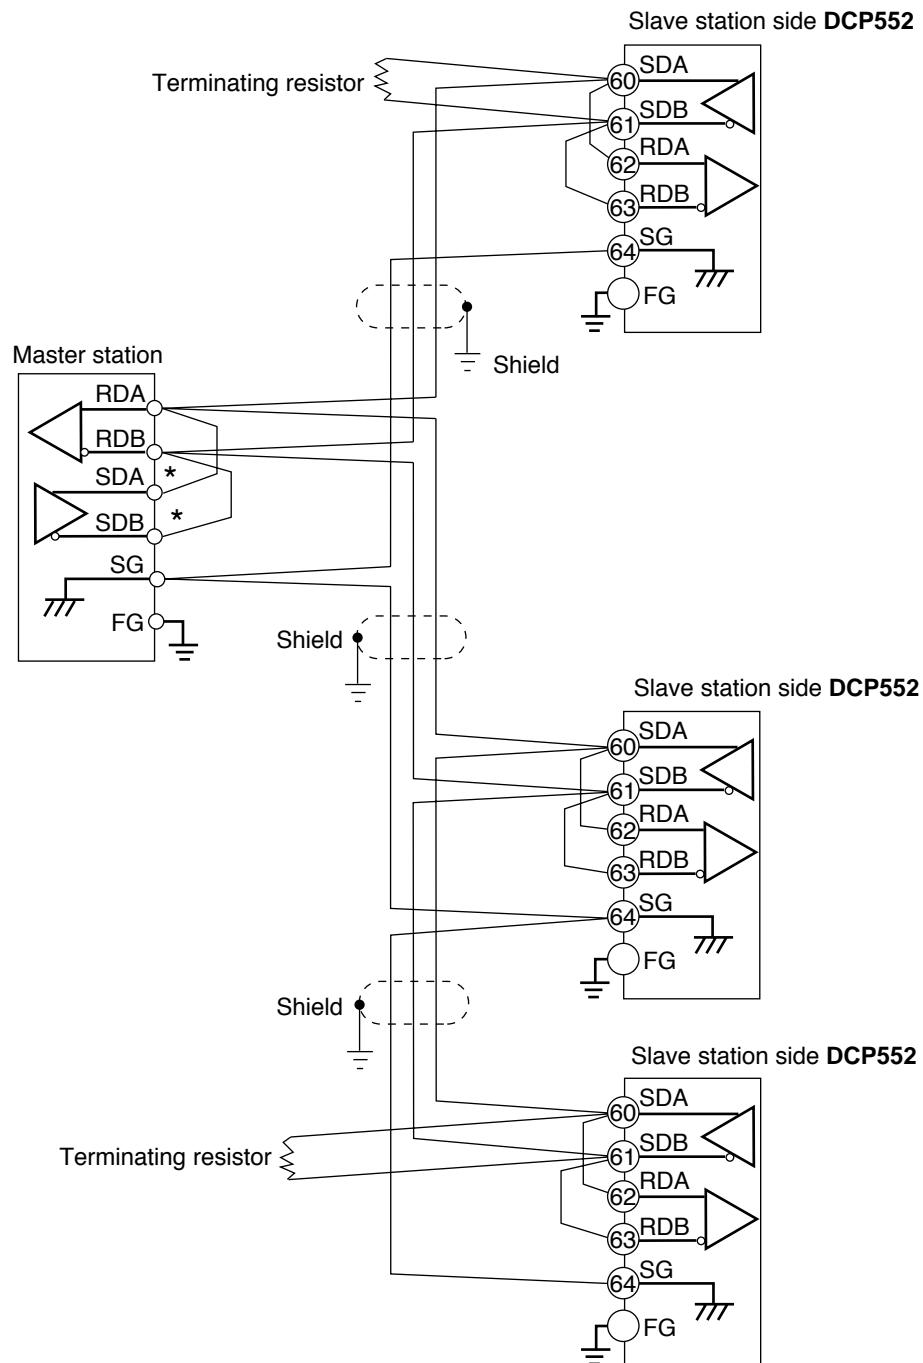 Slave station side DCP552
Terminating resistor
60 SDA
61 SDB
62 RDA
63 RDB
64 SG
FG
Shield
Master station
RDA
RDB
SDA *
SDB *
SG
FG
Shield
Slave station side DCP552
60 SDA
61 SDB
62 RDA
63 RDB
64 SG
FG
Shield
Slave station side DCP552
60 SDA
61 SDB
Terminating resistor
62 RDA
63 RDB
64 SG
FG